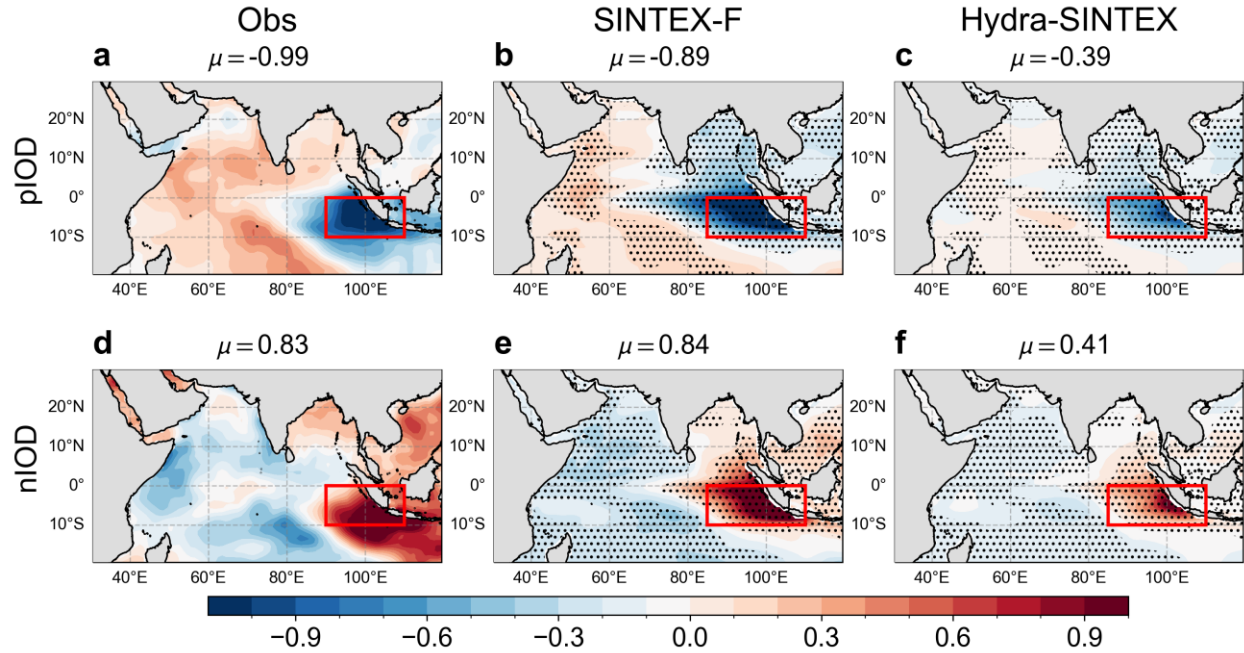 Obs SINTEX-F Hydra-SINTEX
a μ = -0.99 b μ = -0.89 c μ = -0.39
pIOD
20°N 20°N 20°N
10°N 10°N 10°N
0° 0° 0°
10°S 10°S 10°S
40°E 60°E 80°E 100°E 40°E 60°E 80°E 100°E 40°E 60°E 80°E 100°E
d μ = 0.83 e μ = 0.84 f μ = 0.41
nIOD
20°N 20°N 20°N
10°N 10°N 10°N
0° 0° 0°
10°S 10°S 10°S
40°E 60°E 80°E 100°E 40°E 60°E 80°E 100°E 40°E 60°E 80°E 100°E
−0.9 −0.6 −0.3 0.0 0.3 0.6 0.9